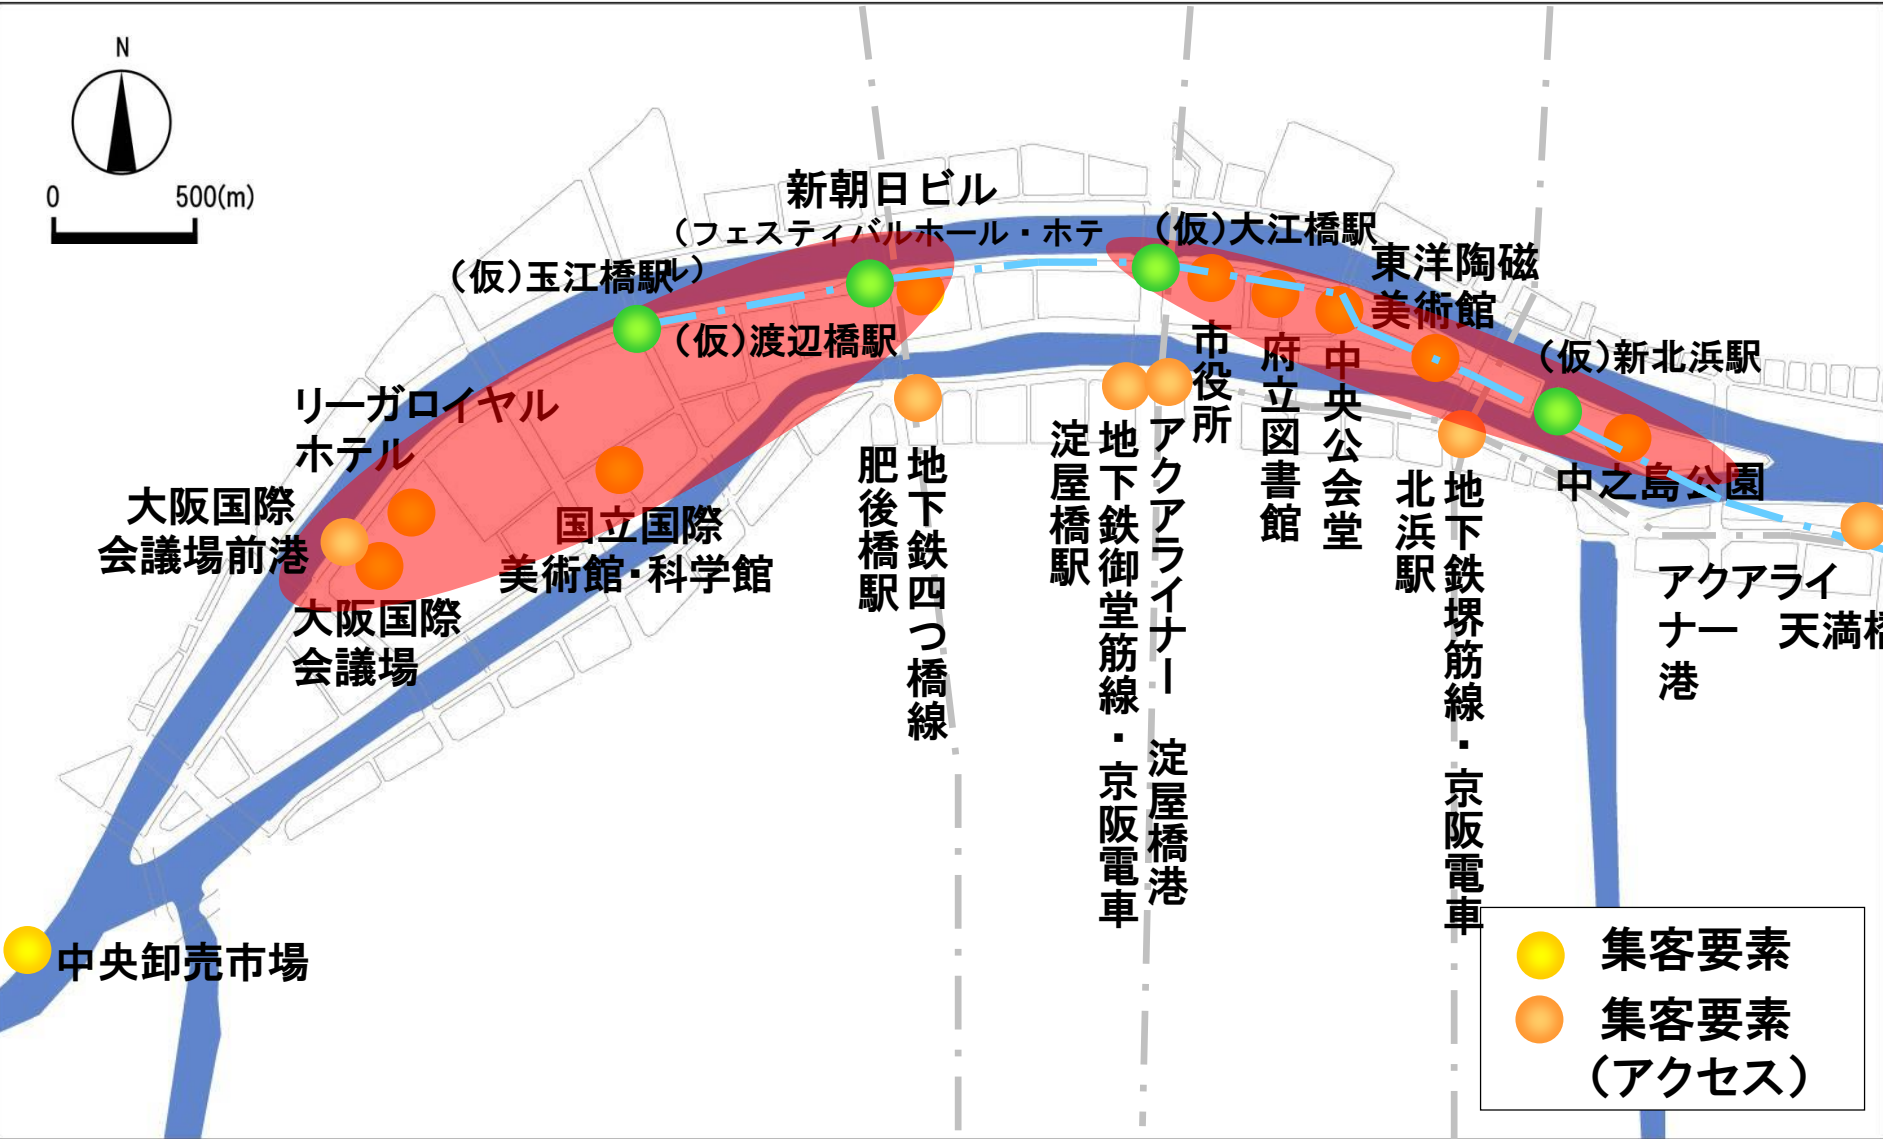 N
0 500(m)
新朝日ビル
（フェスティバルホール・ホテ
ル）
（仮）玉江橋駅
（仮）渡辺橋駅
（仮）大江橋駅
東洋陶磁
美術館
（仮）新北浜駅
リーガロイヤル
ホテル
大阪国際
会議場前港
国立国際
美術館・科学館
大阪国際
会議場
中央卸売市場
地下鉄四つ橋線
肥後橋駅
アクアライナー　淀屋橋港
地下鉄御堂筋線・京阪電車
淀屋橋駅
市役所
府立図書館
中央公会堂
地下鉄堺筋線・京阪電車
北浜駅
中之島公園
アクアライ
ナー　天満橋
港
集客要素
集客要素
（アクセス）